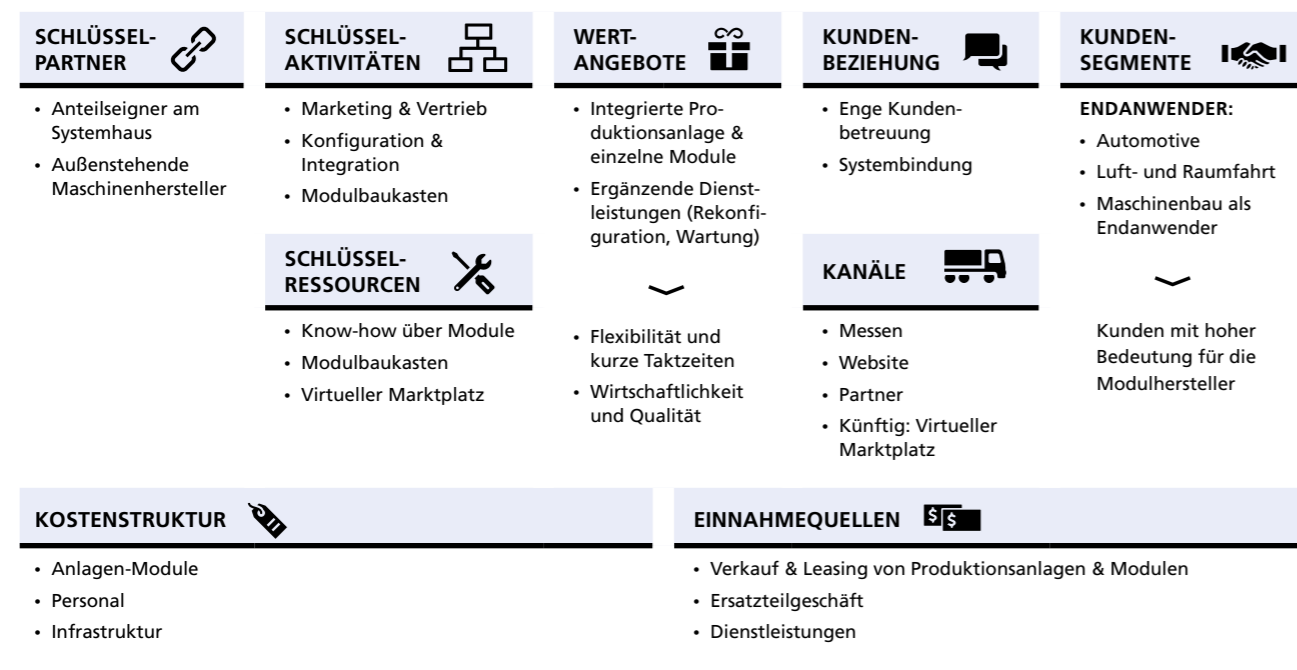 SCHLÜSSEL-
PARTNER
• Anteilseigner am
Systemhaus
• Außenstehende
Maschinenhersteller
SCHLÜSSEL-
AKTIVITÄTEN
• Marketing & Vertrieb
• Konfiguration &
Integration
• Modulbaukasten
SCHLÜSSEL-
RESSOURCEN
• Know-how über Module
• Modulbaukasten
• Virtueller Marktplatz
WERT-
ANGEBOTE
• Integrierte Pro-
duktionsanlage &
einzelne Module
• Ergänzende Dienst-
leistungen (Rekonfi-
guration, Wartung)
• Flexibilität und
kurze Taktzeiten
• Wirtschaftlichkeit
und Qualität
KUNDEN-
BEZIEHUNG
• Enge Kunden-
betreuung
• Systembindung
KANÄLE
• Messen
• Website
• Partner
• Künftig: Virtueller
Marktplatz
KUNDEN-
SEGMENTE
ENDANWENDER:
• Automotive
• Luft- und Raumfahrt
• Maschinenbau als
Endanwender
Kunden mit hoher
Bedeutung für die
Modulhersteller
KOSTENSTRUKTUR
• Anlagen-Module
• Personal
• Infrastruktur
EINNAHMEQUELLEN
$ $
• Verkauf & Leasing von Produktionsanlagen & Modulen
• Ersatzteilgeschäft
• Dienstleistungen